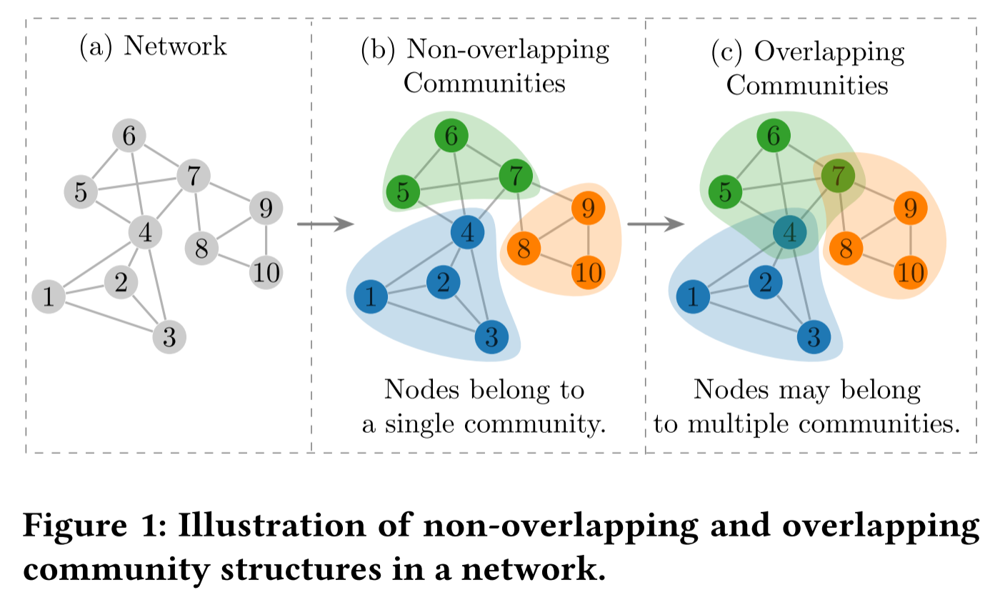 (a) Network
6
5
7
9
4
8
10
2
1
3
(b) Non-overlapping
Communities
6
7
5
9
4
8
10
2
1
3
Nodes belong to
a single community.
(c) Overlapping
Communities
6
7
5
9
4
8
10
2
1
3
Nodes may belong
to multiple communities.
Figure 1: Illustration of non-overlapping and overlapping
community structures in a network.